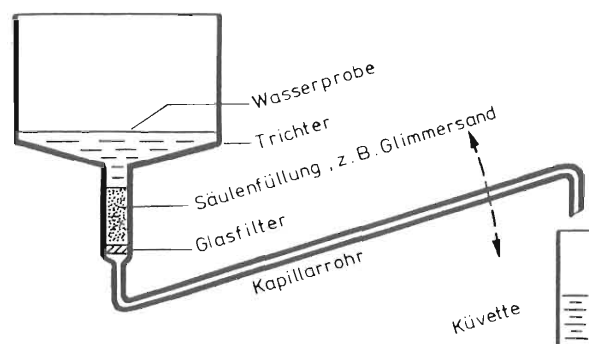 Wasserprobe
Trichter
Säulenfüllung , z. B. Glimmersand
Glasfilter
Kapillarrohr
Küvette